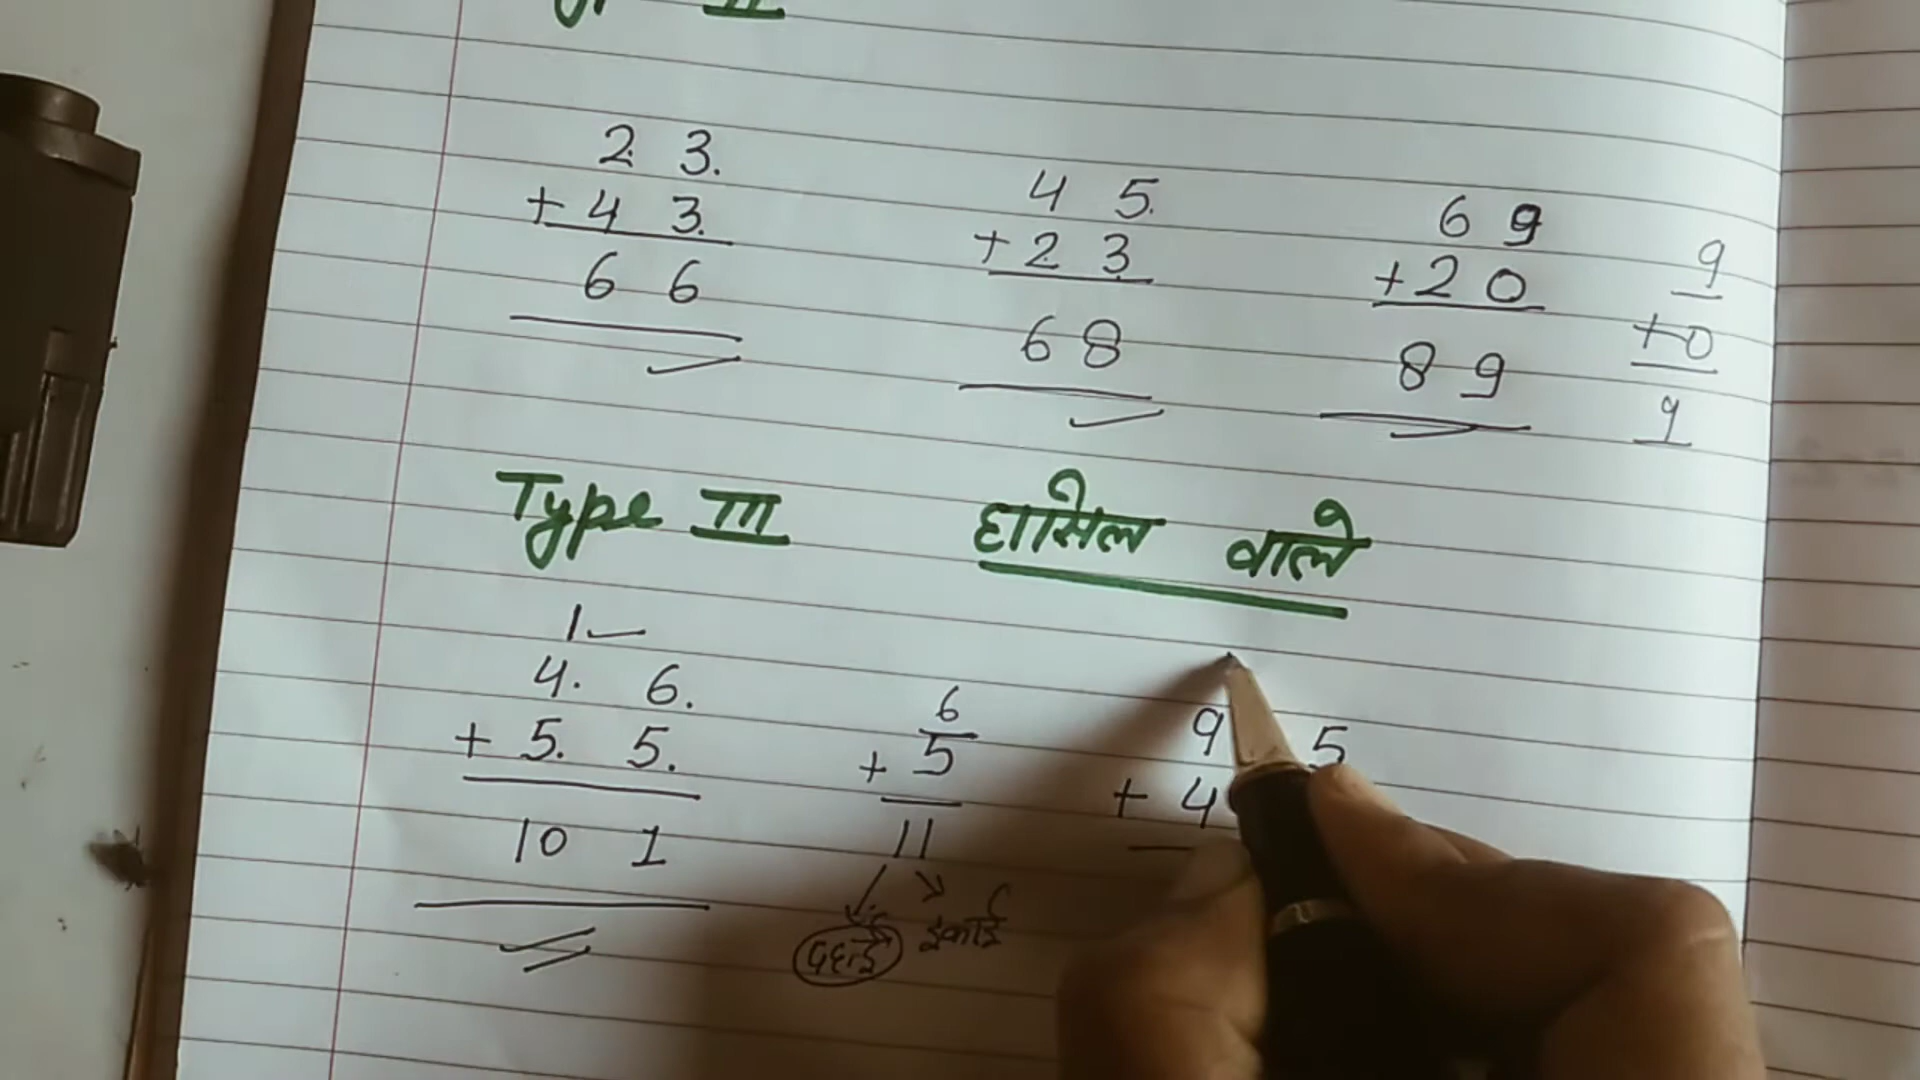 2 3. 4 5. 6 9
+ 4 3. + 2 3 + 2 0 9
6 6 6 8 8 9 + 0
9
Type III हासिल वाले
1
4. 6. 6 9 5
+ 5. 5. + 5 + 4
10 1 11
दहाई इकाई